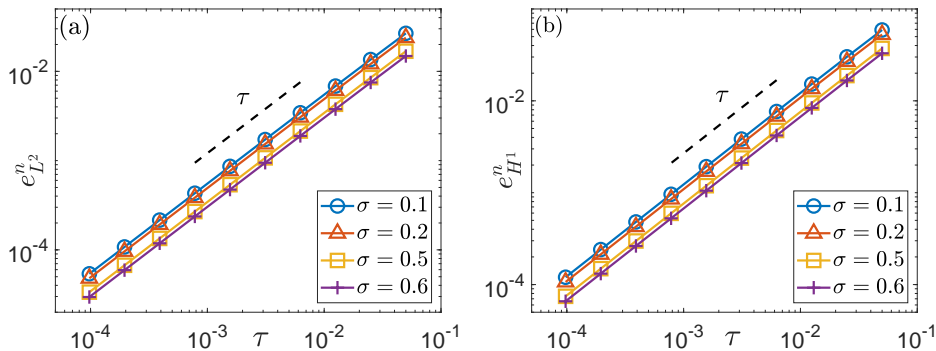 (a)
10^{-2}
10^{-4}
e^n_{L^2}
τ
σ = 0.1
σ = 0.2
σ = 0.5
σ = 0.6
10^{-4}
10^{-3}
τ
10^{-2}
10^{-1}
(b)
10^{-2}
10^{-4}
e^n_{H^1}
τ
σ = 0.1
σ = 0.2
σ = 0.5
σ = 0.6
10^{-4}
10^{-3}
τ
10^{-2}
10^{-1}